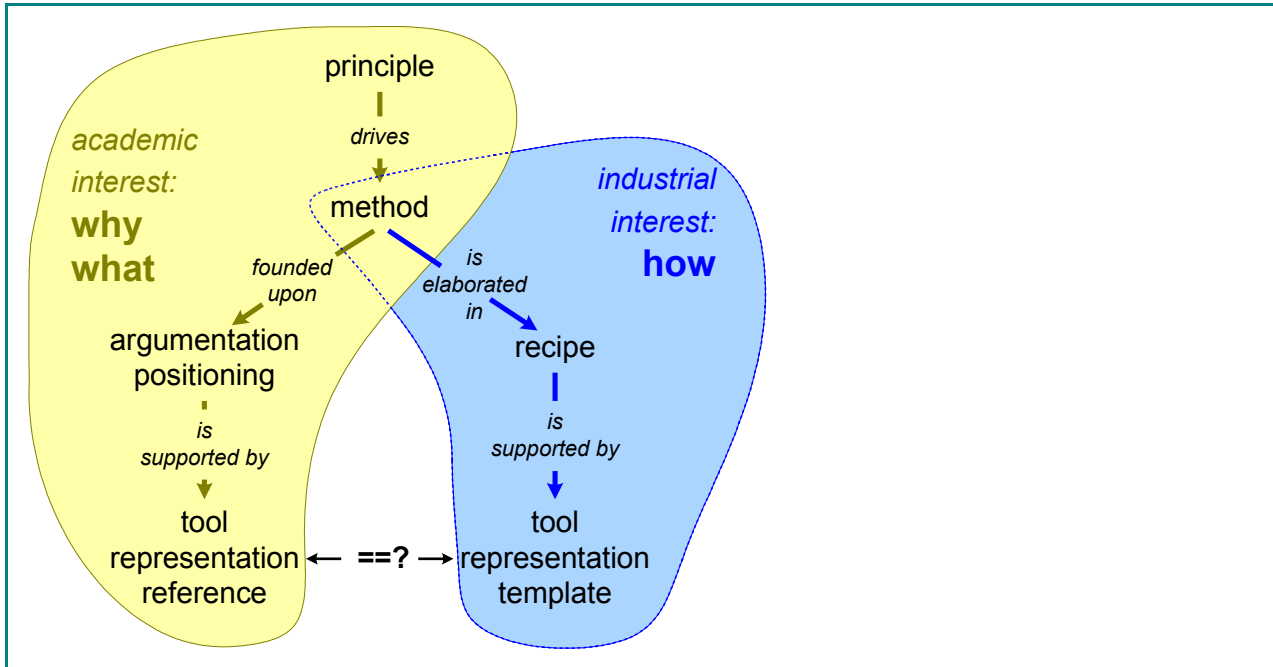 principle
drives
academic
interest:
why
what
industrial
interest:
how
method
founded
upon
is
elaborated
in
argumentation
positioning
recipe
is
supported by
is
supported by
tool
representation
reference
==?
tool
representation
template